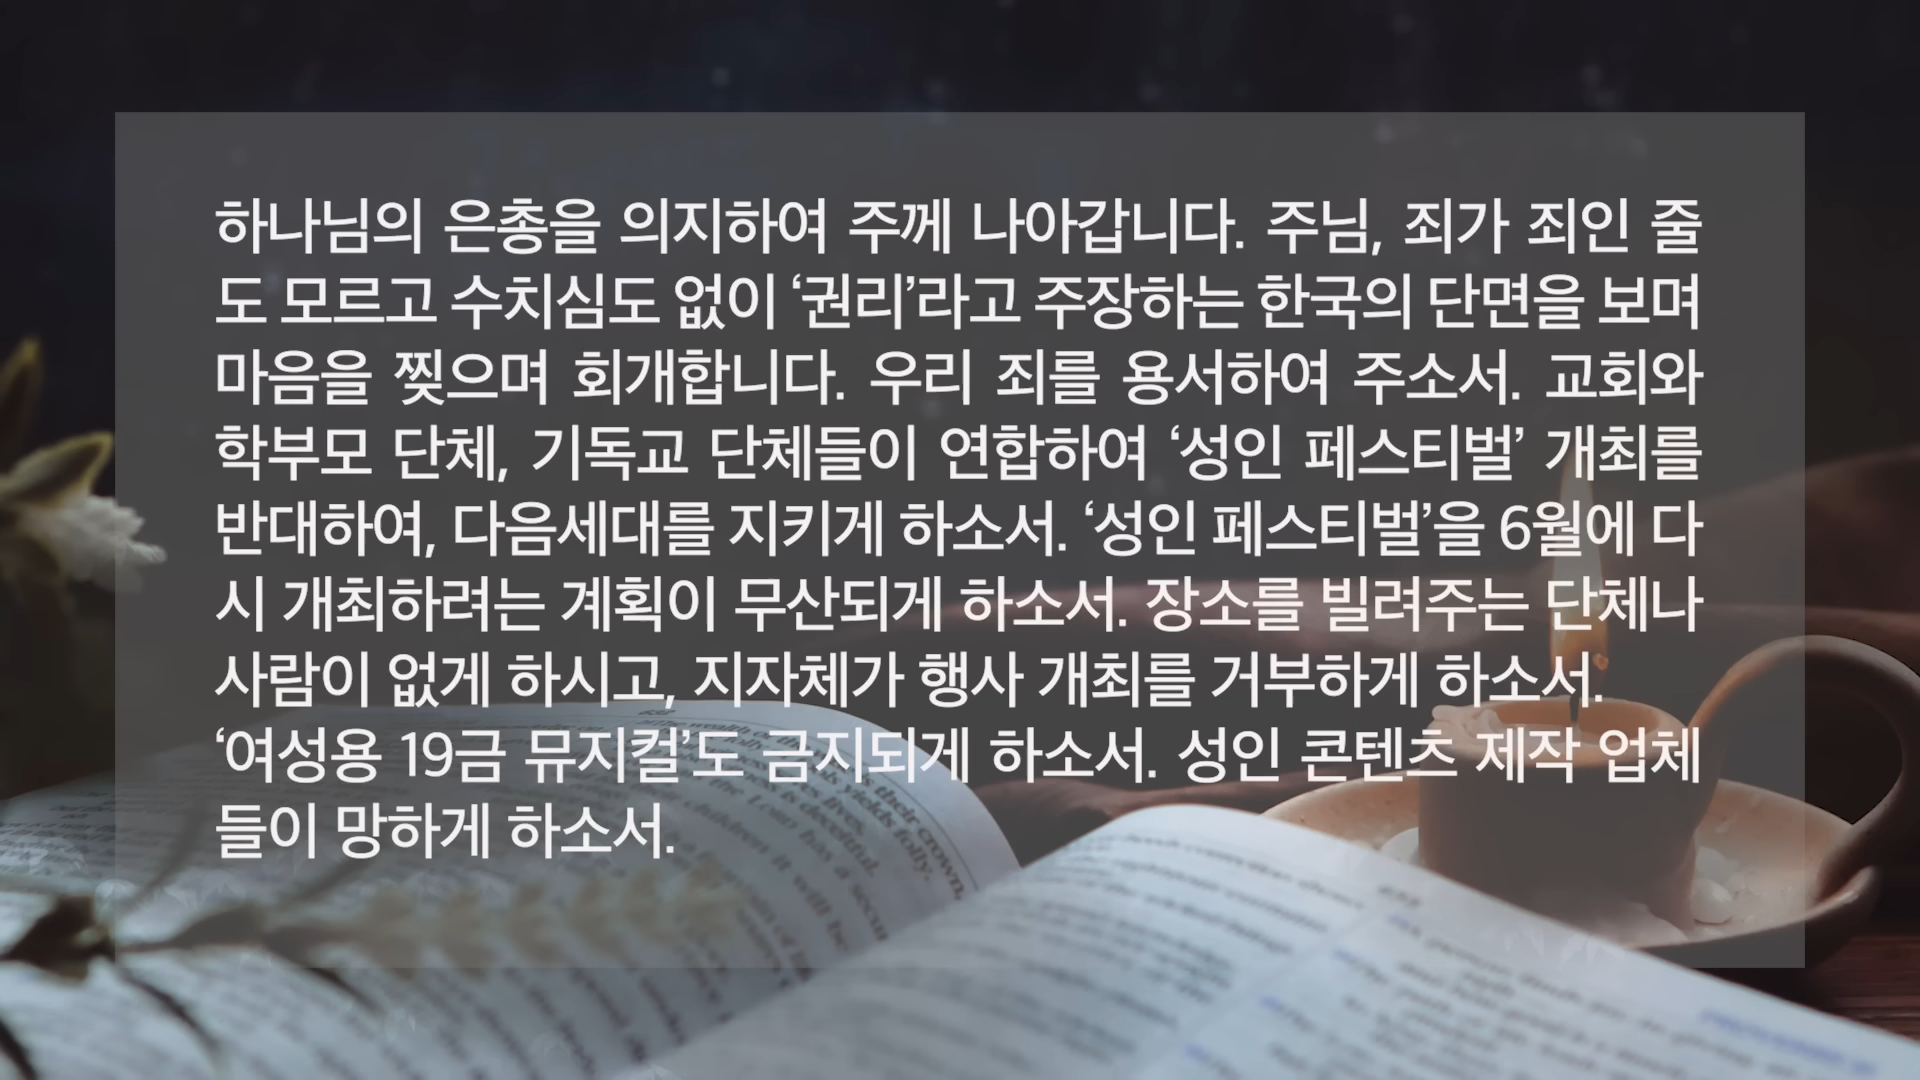 하나님의 은총을 의지하여 주께 나아갑니다. 주님, 죄가 죄인 줄
도 모르고 수치심도 없이 ‘권리’라고 주장하는 한국의 단면을 보며
마음을 찢으며 회개합니다. 우리 죄를 용서하여 주소서. 교회와
학부모 단체, 기독교 단체들이 연합하여 ‘성인 페스티벌’ 개최를
반대하여, 다음세대를 지키게 하소서. ‘성인 페스티벌’을 6월에 다
시 개최하려는 계획이 무산되게 하소서. 장소를 빌려주는 단체나
사람이 없게 하시고, 지자체가 행사 개최를 거부하게 하소서.
‘여성용 19금 뮤지컬’도 금지되게 하소서. 성인 콘텐츠 제작 업체
들이 망하게 하소서.